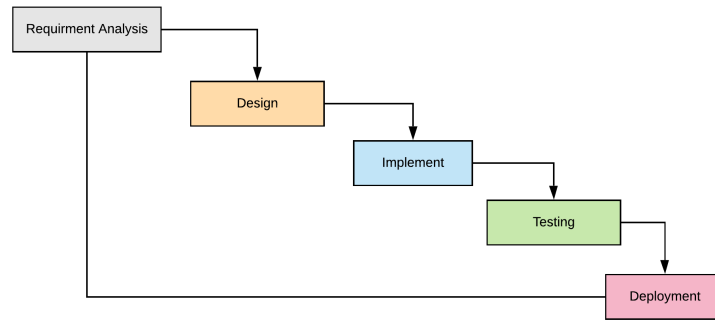 Requirment Analysis
Design
Implement
Testing
Deployment